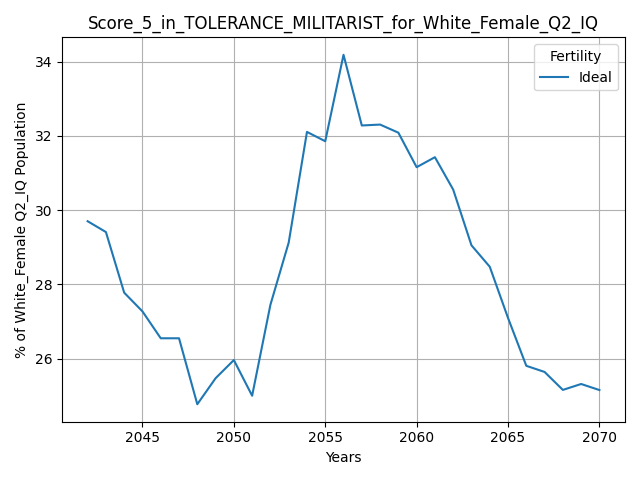 Score_5_in_TOLERANCE_MILITARIST_for_White_Female_Q2_IQ
Fertility
Ideal
% of White_Female Q2_IQ Population
34
32
30
28
26
2045 2050 2055 2060 2065 2070
Years